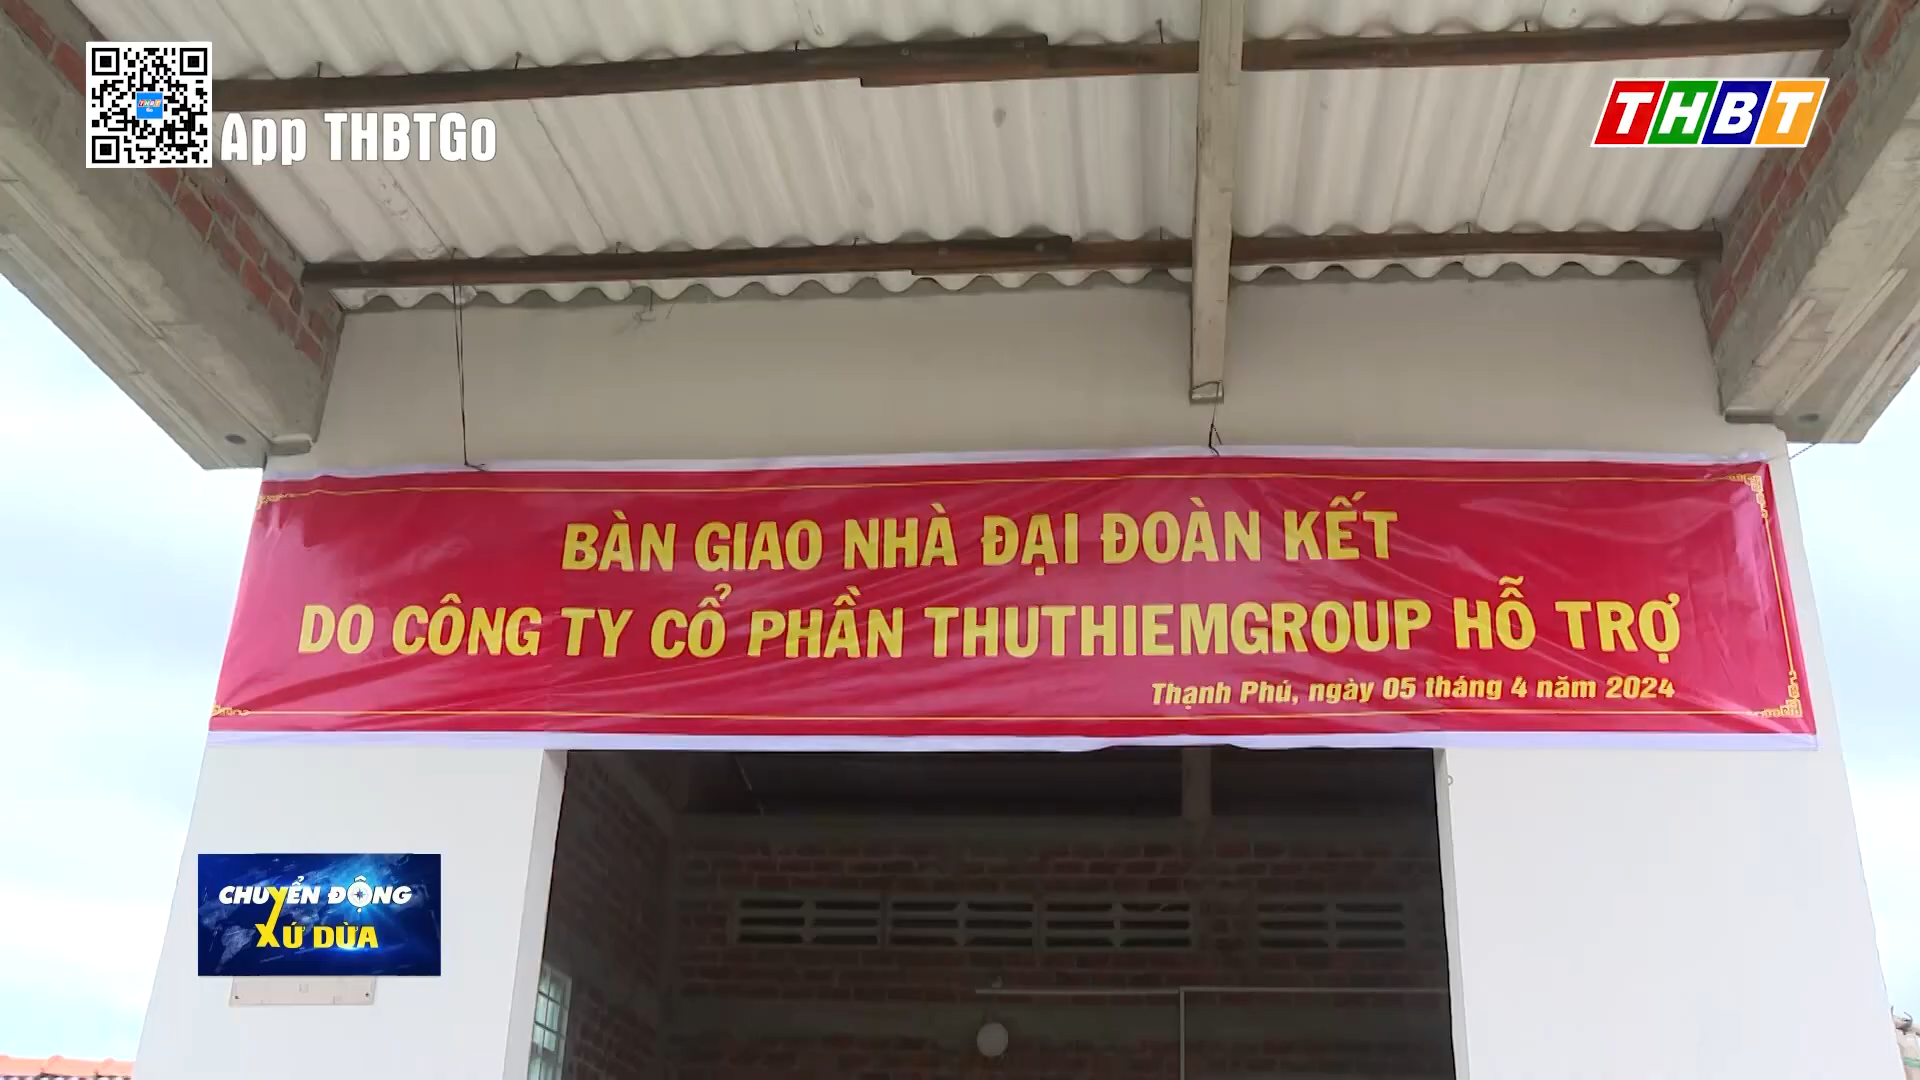 App THBTGo
THBT
BÀN GIAO NHÀ ĐẠI ĐOÀN KẾT
DO CÔNG TY CỔ PHẦN THUTHIEMGROUP HỖ TRỢ
Thạnh Phú, ngày 05 tháng 4 năm 2024
CHUYỂN ĐỘNG
XỨ DỪA